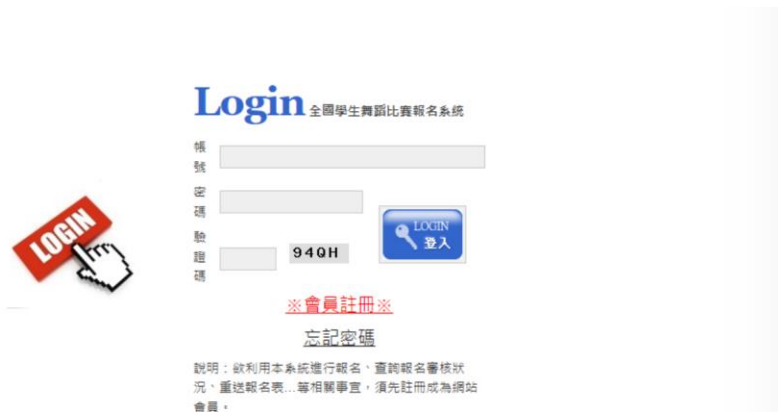 Login 全國學生舞蹈比賽報名系統
帳號
密碼
LOGIN
登入
LOGIN
驗證碼
94QH
※會員註冊※
忘記密碼
說明：欲利用本系統進行報名、查詢報名審核狀
況、重送報名表...等相關事宜，須先註冊成為網站
會員。